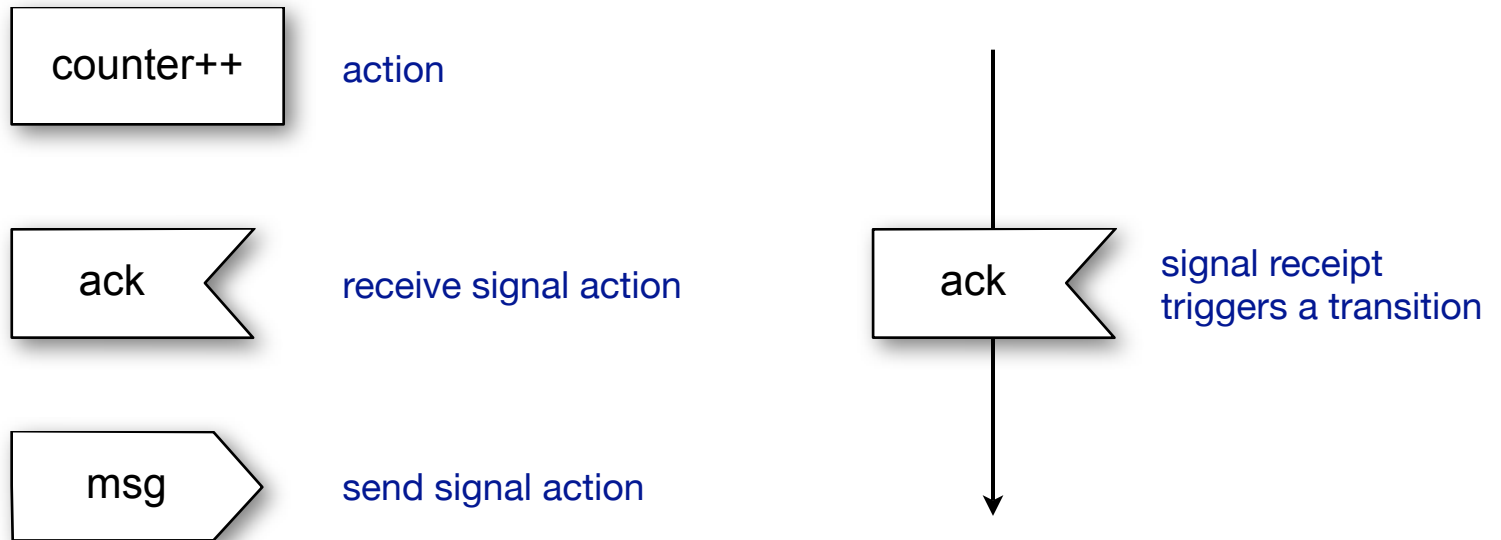 counter++
action
ack
receive signal action
msg
send signal action
ack
signal receipt
triggers a transition